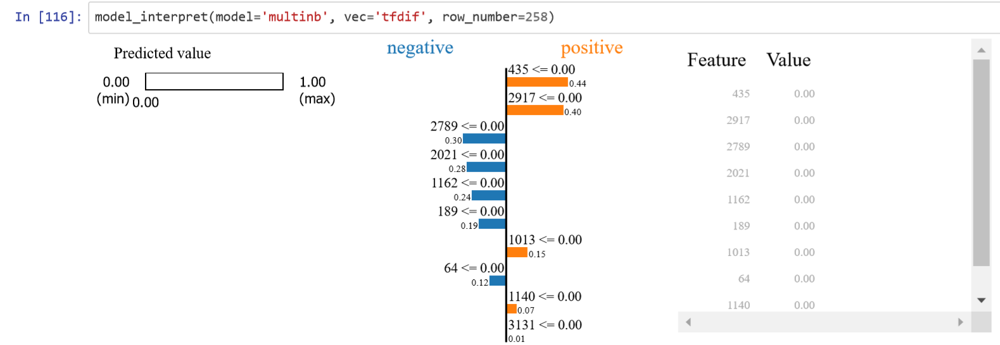 In [116]: model_interpret(model='multinb', vec='tfdif', row_number=258)
Predicted value
0.00
(min)
0.00
1.00
(max)
negative
positive
435 <= 0.00
0.44
2917 <= 0.00
0.40
2789 <= 0.00
0.30
2021 <= 0.00
0.28
1162 <= 0.00
0.24
189 <= 0.00
0.19
1013 <= 0.00
0.15
64 <= 0.00
0.12
1140 <= 0.00
0.07
3131 <= 0.00
0.01
Feature Value
435 0.00
2917 0.00
2789 0.00
2021 0.00
1162 0.00
189 0.00
1013 0.00
64 0.00
1140 0.00